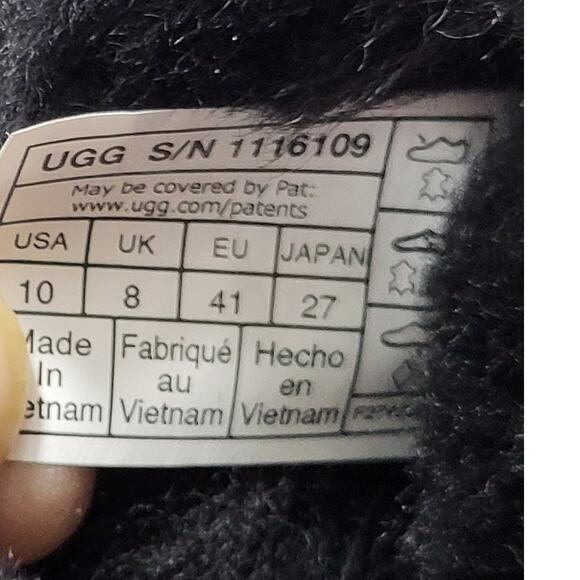 UGG S/N 1116109
May be covered by Pat:
www.ugg.com/patents
USA UK EU JAPAN
10 8 41 27
Made Fabriqué Hecho
In au en
Vietnam Vietnam Vietnam